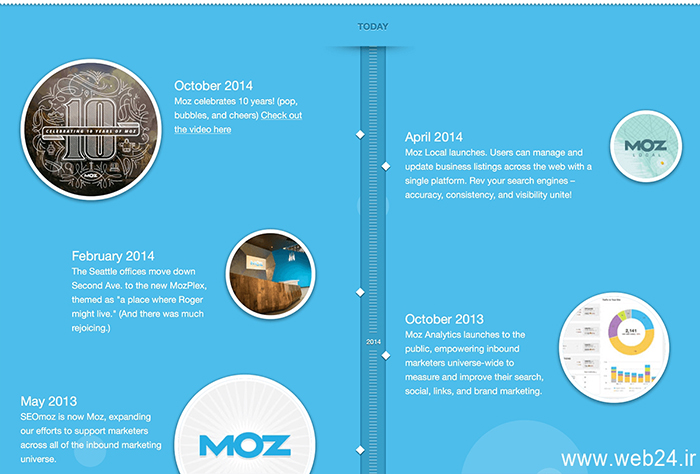 TODAY
October 2014
Moz celebrates 10 years! (pop,
bubbles, and cheers) Check out
the video here
10
CELEBRATING 10 YEARS OF MOZ
MOZ
April 2014
Moz Local launches. Users can manage and
update business listings across the web with a
single platform. Rev your search engines –
accuracy, consistency, and visibility unite!
MOZ
LOCAL
February 2014
The Seattle offices move down
Second Ave. to the new MozPlex,
themed as "a place where Roger
might live." (And there was much
rejoicing.)
October 2013
Moz Analytics launches to the
public, empowering inbound
marketers universe-wide to
measure and improve their search,
social, links, and brand marketing.
2,141
2014
May 2013
SEOmoz is now Moz, expanding
our efforts to support marketers
across all of the inbound marketing
universe.
MOZ
www.web24.ir